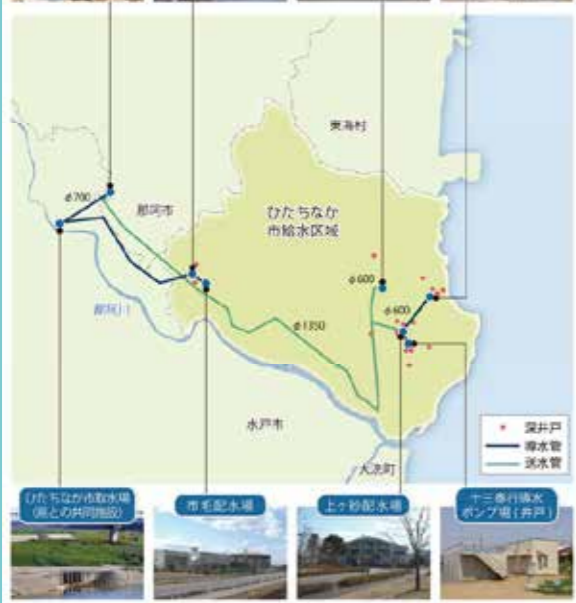 東海村
φ700
那珂市
ひたちなか
市給水区域
φ600
φ600
那珂川
φ1350
水戸市
大洗町
深井戸
導水管
送水管
ひたちなか市取水場
(県との共同施設)
市毛配水場
上ヶ砂配水場
十三奉行導水
ポンプ場(井戸)